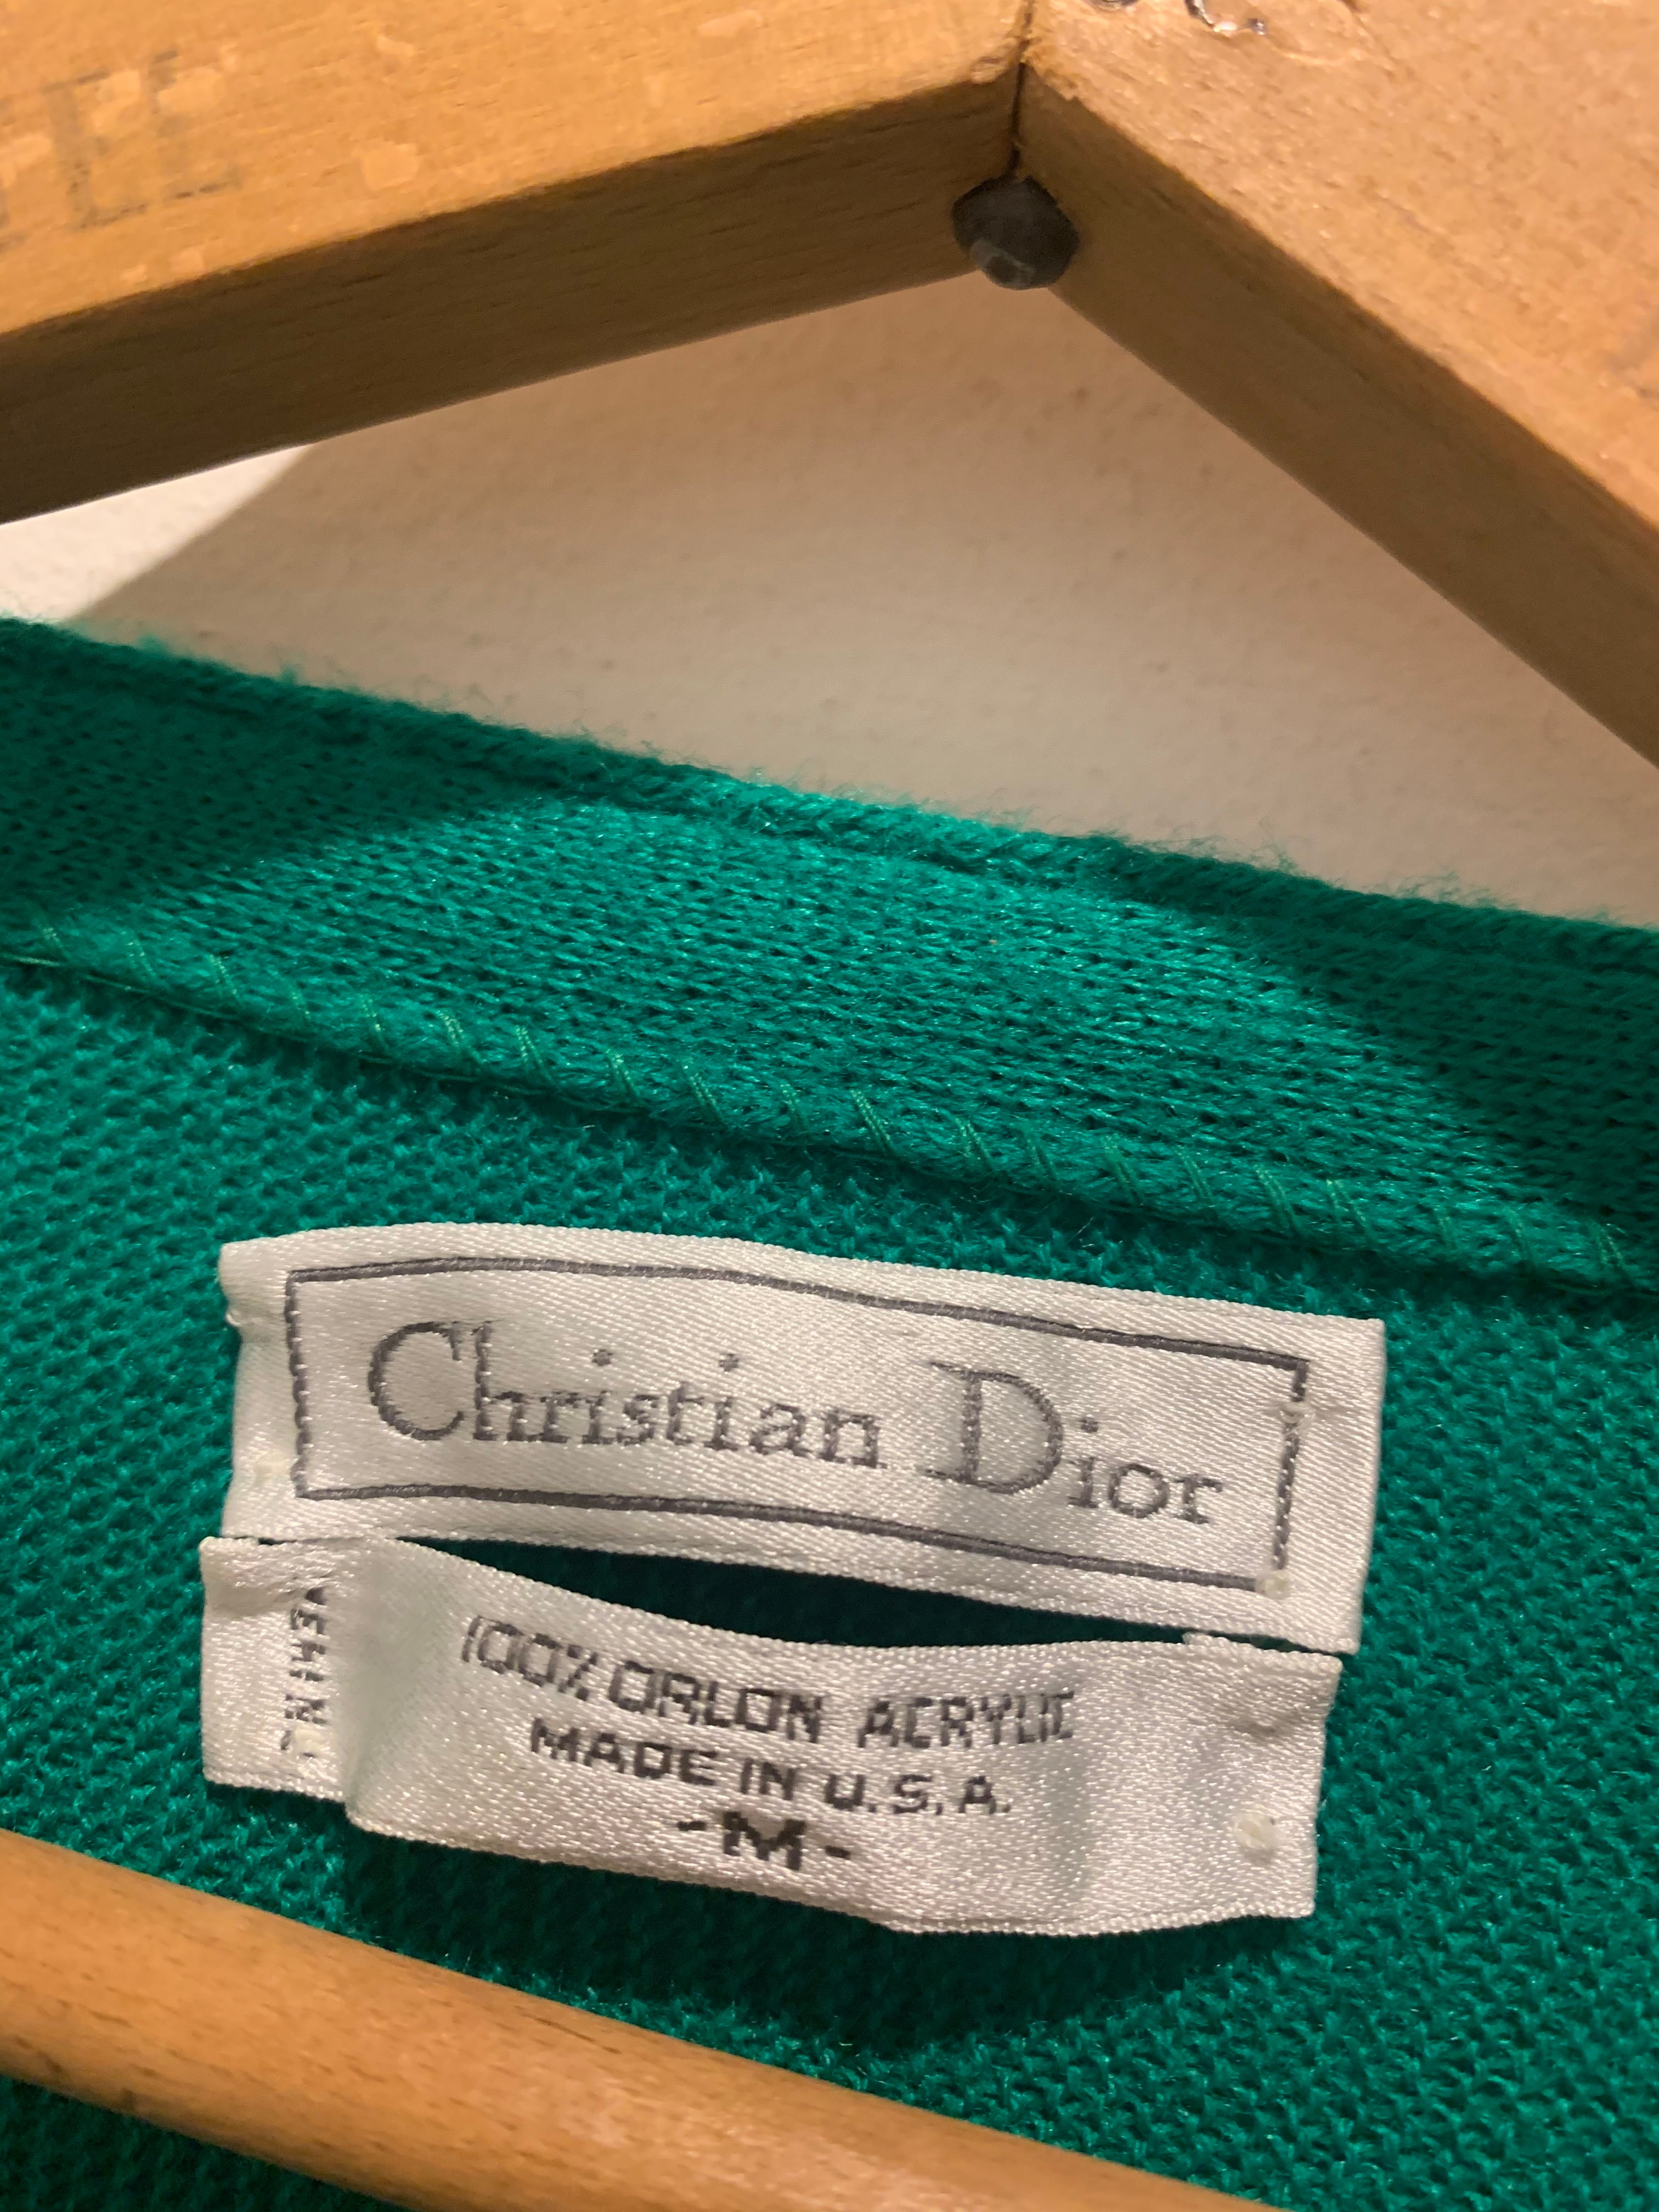 Christian Dior
100% ORLON ACRYLIC
MADE IN U.S.A.
-M-